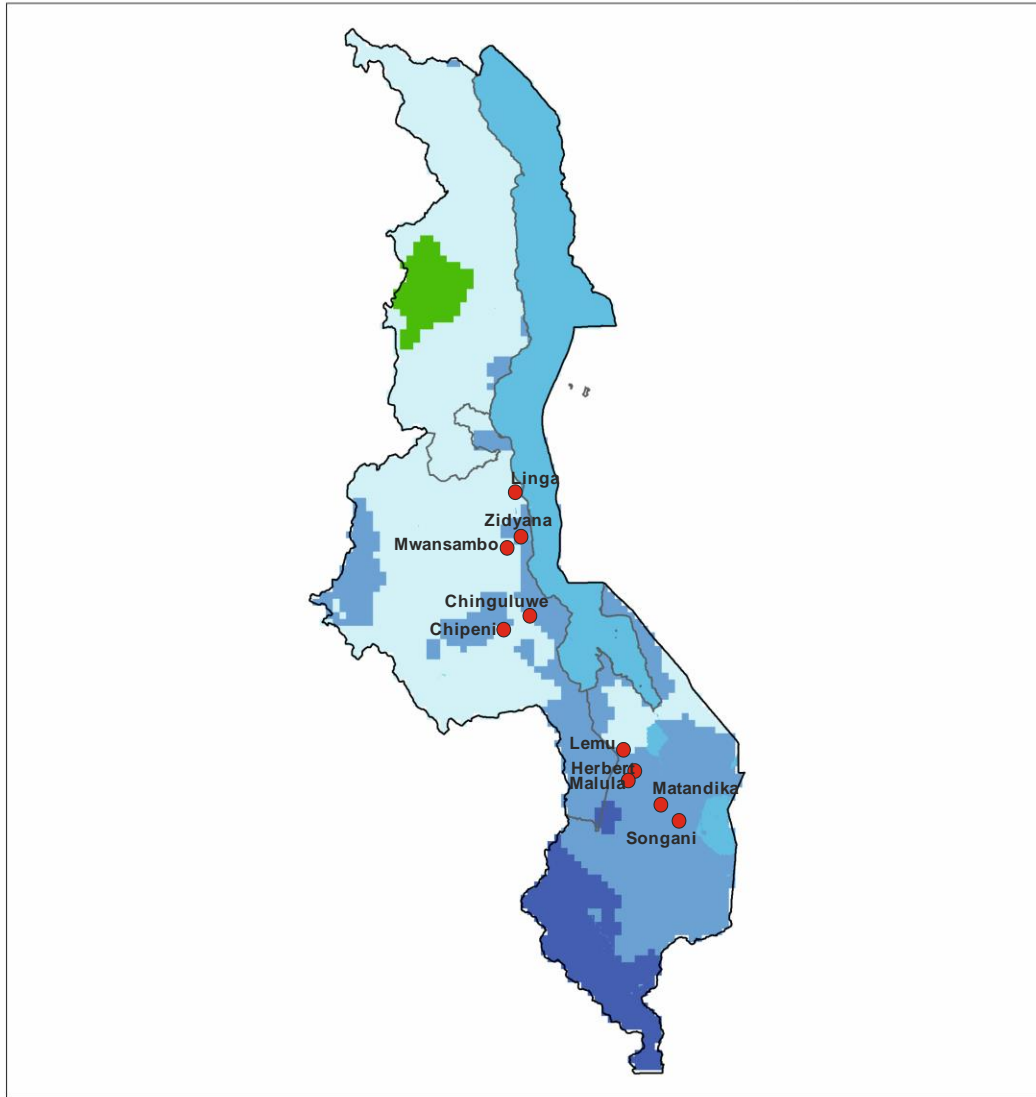 Linga
Zidyana
Mwansambo
Chinguluwe
Chipeni
Lemu
Herbert
Malula
Matandika
Songani